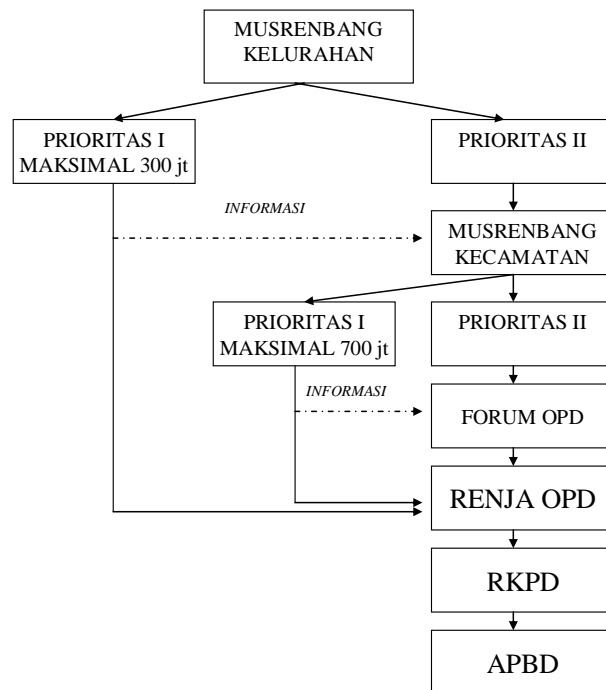 MUSRENBANG
KELURAHAN
PRIORITAS I
MAKSIMAL 300 jt
PRIORITAS II
INFORMASI
MUSRENBANG
KECAMATAN
PRIORITAS I
MAKSIMAL 700 jt
PRIORITAS II
INFORMASI
FORUM OPD
RENJA OPD
RKPD
APBD